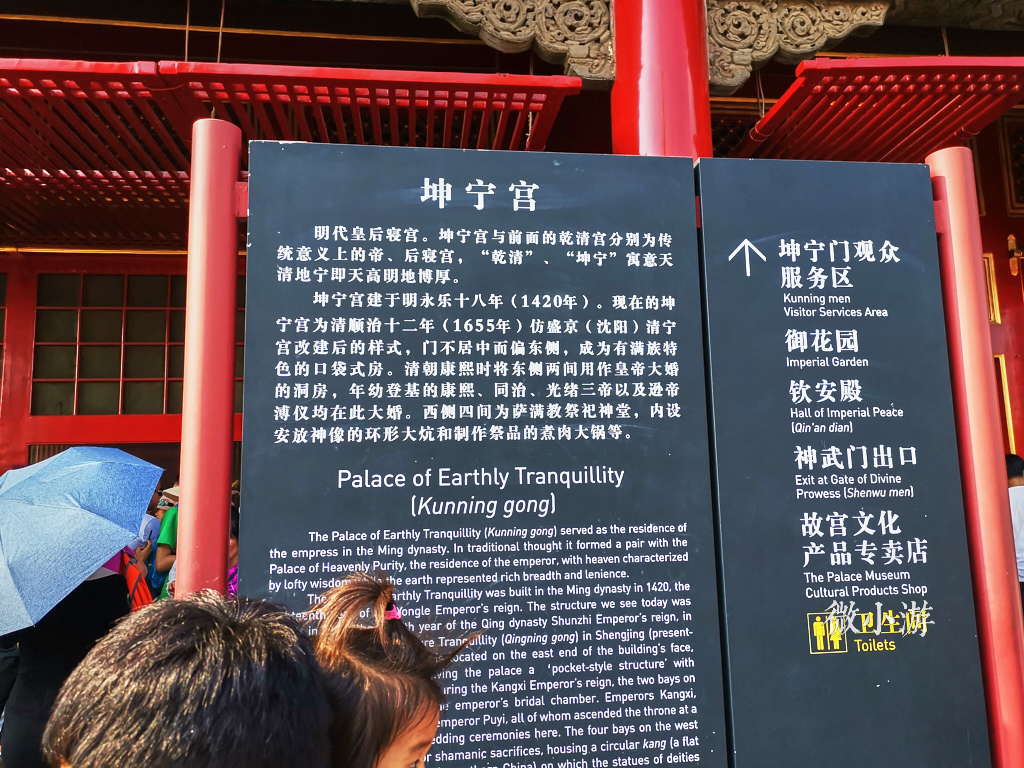 坤宁宫
明代皇后寝宫。坤宁宫与前面的乾清宫分别为传
统意义上的帝、后寝宫，“乾清”、“坤宁”寓意天
清地宁即天高明地博厚。
坤宁宫建于明永乐十八年（1420年）。现在的坤
宁宫为清顺治十二年（1655年）仿盛京（沈阳）清宁
宫改建后的样式，门不居中而偏东侧，成为有满族特
色的口袋式房。清朝康熙时将东侧两间用作皇帝大婚
的洞房，年幼登基的康熙、同治、光绪三帝以及逊帝
溥仪均在此大婚。西侧四间为萨满教祭祀神堂，内设
安放神像的环形大炕和制作祭品的煮肉大锅等。
Palace of Earthly Tranquillity
(Kunning gong)
The Palace of Earthly Tranquillity (Kunning gong) served as the residence of
the empress in the Ming dynasty. In traditional thought it formed a pair with the
Palace of Heavenly Purity, the residence of the emperor, with heaven characterized
by lofty wisdom the earth represented rich breadth and lenience.
The Earthly Tranquillity was built in the Ming dynasty in 1420, the
of Yongle Emperor's reign. The structure we see today was
in year of the Qing dynasty Shunzhi Emperor's reign, in
Tranquillity (Qingning gong) in Shengjing (present-
located on the east end of the building's face,
giving the palace a 'pocket-style structure' with
during the Kangxi Emperor's reign, the two bays on
the emperor's bridal chamber. Emperors Kangxi,
emperor Puyi, all of whom ascended the throne at a
wedding ceremonies here. The four bays on the west
for shamanic sacrifices, housing a circular kang (a flat
China) on which the statues of deities
坤宁门观众
服务区
Kunning men
Visitor Services Area
御花园
Imperial Garden
钦安殿
Hall of Imperial Peace
(Qin'an dian)
神武门出口
Exit at Gate of Divine
Prowess (Shenwu men)
故宫文化
产品专卖店
The Palace Museum
Cultural Products Shop
卫生间
Toilets
微小游